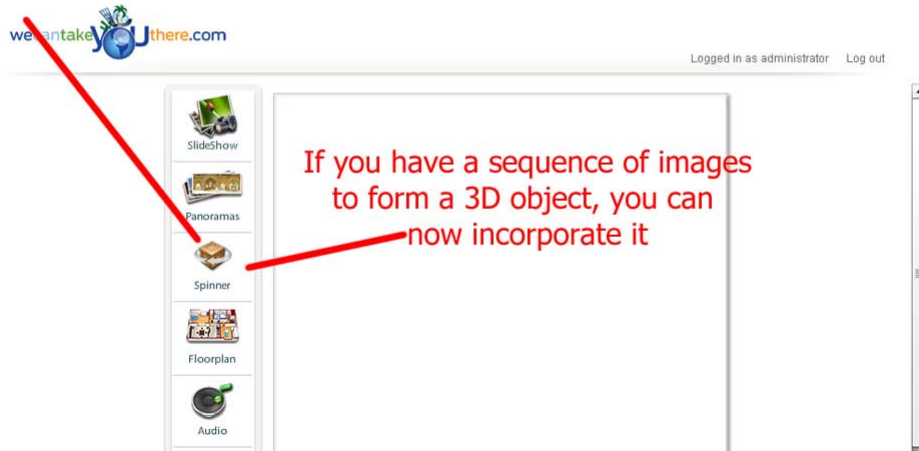 wecantakeyouthere.com
Logged in as administrator Log out
SlideShow
Panoramas
Spinner
Floorplan
Audio
If you have a sequence of images
to form a 3D object, you can
now incorporate it